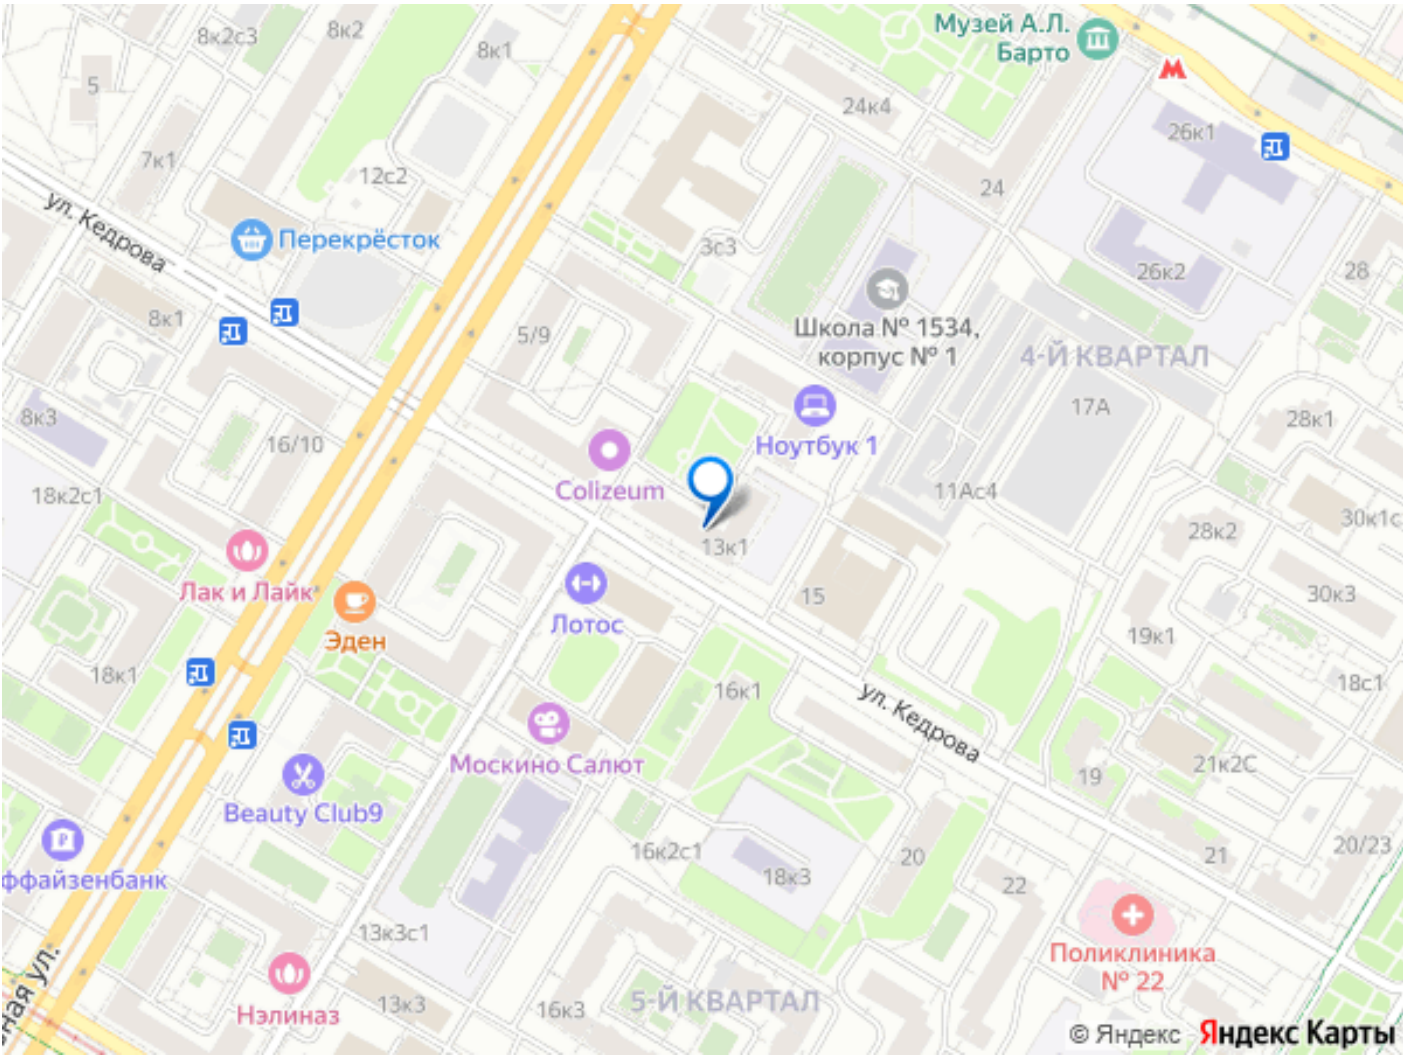 8к2с3
8к2
8к1
Музей А.Л.
Барто
5
24к4
26к1
7к1
12с2
24
ул. Кедрова
Перекрёсток
3с3
26к2
28
8к1
5/9
Школа № 1534,
корпус № 1
4-Й КВАРТАЛ
17А
8к3
16/10
Ноутбук 1
28к1
18к2с1
Colizeum
11Ас4
30к1с
28к2
13к1
Лак и Лайк
15
30к3
Лотос
Эден
19к1
18к1
16к1
18с1
ул. Кедрова
Москино Салют
19
21к2С
Beauty Club9
16к2с1
20
21
20/23
18к3
ффайзенбанк
22
13к3с1
Поликлиника
№ 22
ная ул.
Нэлиназ
13к3
16к3
5-Й КВАРТАЛ
© Яндекс Яндекс Карты